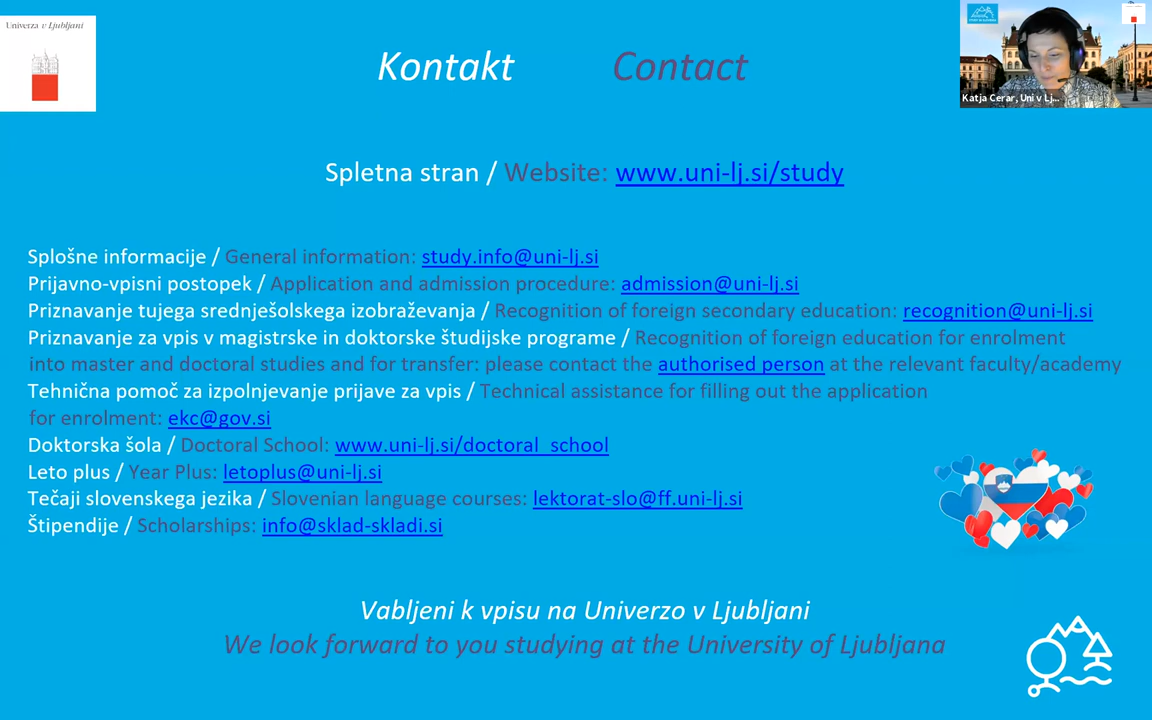 Univerza v Ljubljani
Kontakt Contact
Katja Cerar, Uni v Lj...
Spletna stran / Website: www.uni-lj.si/study
Splošne informacije / General information: study.info@uni-lj.si
Prijavno-vpisni postopek / Application and admission procedure: admission@uni-lj.si
Priznavanje tujega srednješolskega izobraževanja / Recognition of foreign secondary education: recognition@uni-lj.si
Priznavanje za vpis v magistrske in doktorske študijske programe / Recognition of foreign education for enrolment
into master and doctoral studies and for transfer: please contact the authorised person at the relevant faculty/academy
Tehnična pomoč za izpolnjevanje prijave za vpis / Technical assistance for filling out the application
for enrolment: ekc@gov.si
Doktorska šola / Doctoral School: www.uni-lj.si/doctoral_school
Leto plus / Year Plus: letoplus@uni-lj.si
Tečaji slovenskega jezika / Slovenian language courses: lektorat-slo@ff.uni-lj.si
Štipendije / Scholarships: info@sklad-skladi.si
Vabljeni k vpisu na Univerzo v Ljubljani
We look forward to you studying at the University of Ljubljana